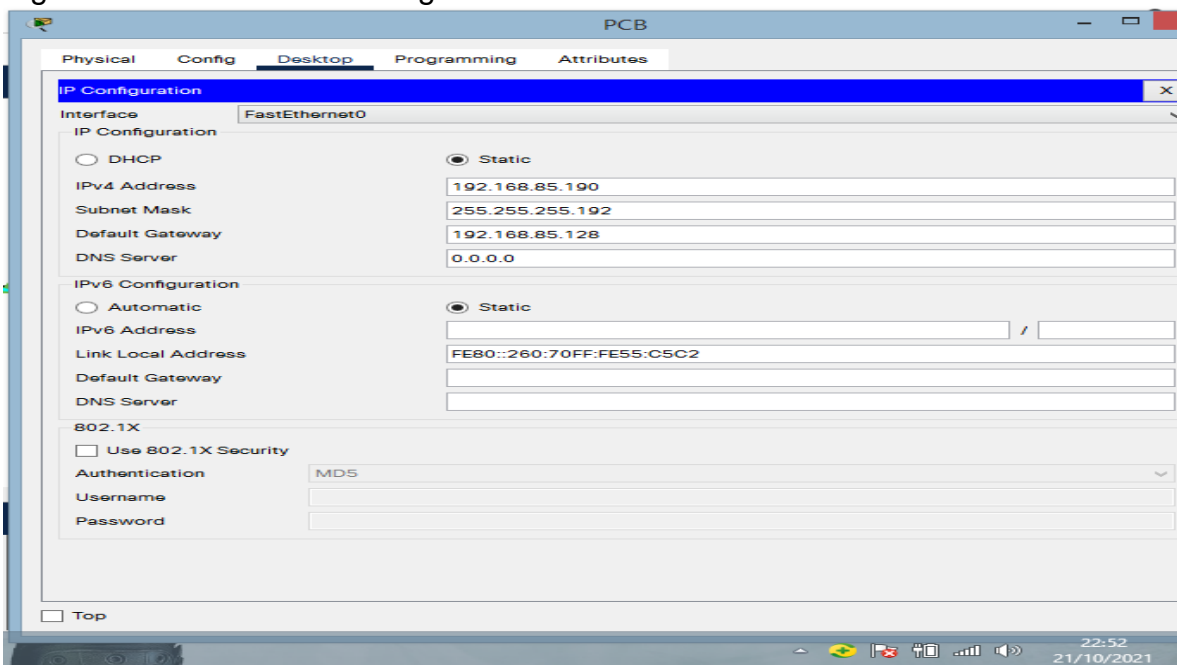 PCB
Physical Config Desktop Programming Attributes
IP Configuration X
Interface FastEthernet0
IP Configuration
DHCP Static
IPv4 Address 192.168.85.190
Subnet Mask 255.255.255.192
Default Gateway 192.168.85.128
DNS Server 0.0.0.0
IPv6 Configuration
Automatic Static
IPv6 Address /
Link Local Address FE80::260:70FF:FE55:C5C2
Default Gateway
DNS Server
802.1X
Use 802.1X Security
Authentication MD5
Username
Password
Top
22:52
21/10/2021